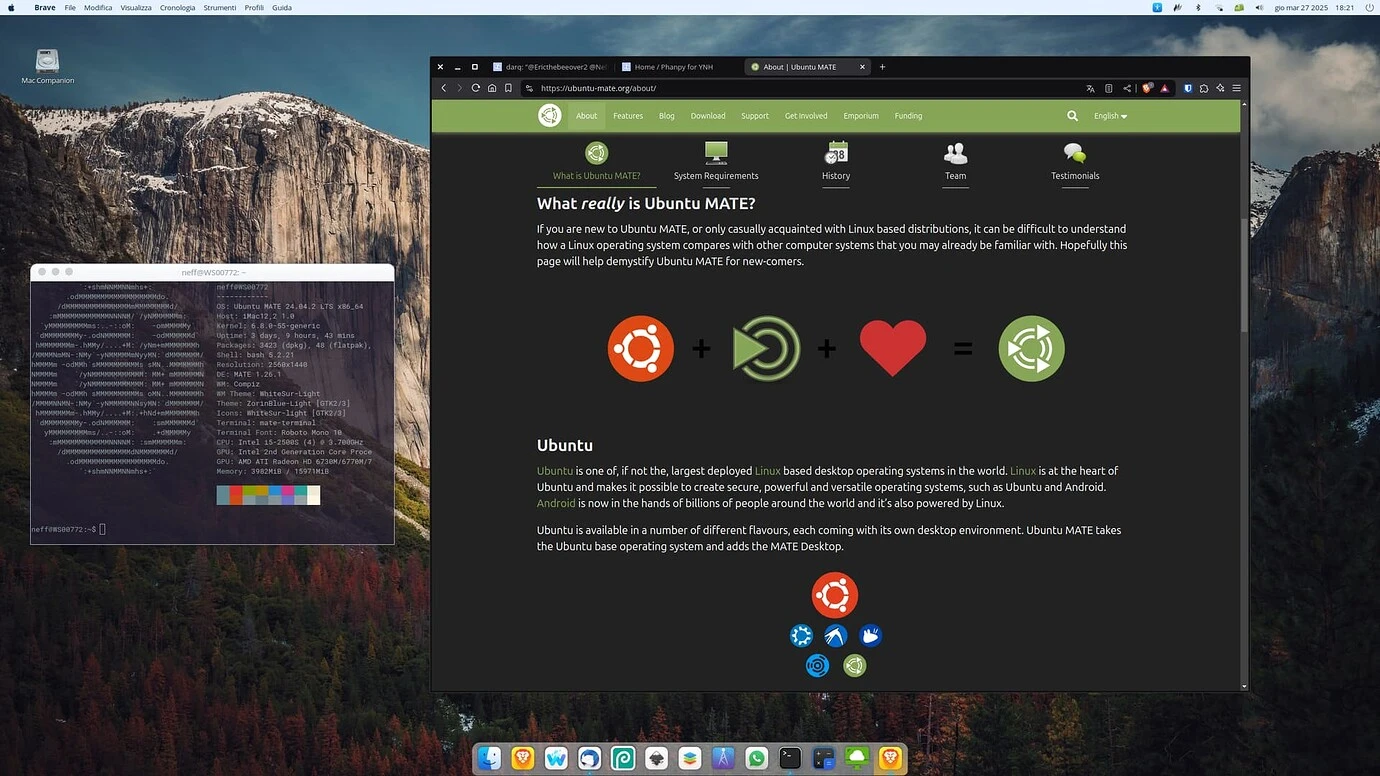 Brave File Modifica Visualizza Cronologia Strumenti Profili Guida
gio mar 27 2025 18:21
Mac Companion
darq: "@Ericthebeeover2 @Ne
Home / Phanpy for YNH
About | Ubuntu MATE
https://ubuntu-mate.org/about/
About Features Blog Download Support Get Involved Emporium Funding
English
What is Ubuntu MATE? System Requirements History Team Testimonials
What really is Ubuntu MATE?
If you are new to Ubuntu MATE, or only casually acquainted with Linux based distributions, it can be difficult to understand
how a Linux operating system compares with other computer systems that you may already be familiar with. Hopefully this
page will help demystify Ubuntu MATE for new-comers.
+ + =
Ubuntu
Ubuntu is one of, if not the, largest deployed Linux based desktop operating systems in the world. Linux is at the heart of
Ubuntu and makes it possible to create secure, powerful and versatile operating systems, such as Ubuntu and Android.
Android is now in the hands of billions of people around the world and it's also powered by Linux.
Ubuntu is available in a number of different flavours, each coming with its own desktop environment. Ubuntu MATE takes
the Ubuntu base operating system and adds the MATE Desktop.
neff@WS00772: ~
neff@WS00772
------------
OS: Ubuntu MATE 24.04.2 LTS x86_64
Host: iMac12,2 1.0
Kernel: 6.8.0-55-generic
Uptime: 3 days, 9 hours, 43 mins
Packages: 3423 (dpkg), 48 (flatpak),
Shell: bash 5.2.21
Resolution: 2560x1440
DE: MATE 1.26.1
WM: Compiz
WM Theme: WhiteSur-Light
Theme: ZorinBlue-Light [GTK2/3]
Icons: WhiteSur-light [GTK2/3]
Terminal: mate-terminal
Terminal Font: Roboto Mono 10
CPU: Intel i5-2500S (4) @ 3.700GHz
GPU: Intel 2nd Generation Core Proce
GPU: AMD ATI Radeon HD 6730M/6770M/7
Memory: 3982MiB / 15971MiB
neff@WS00772:~$